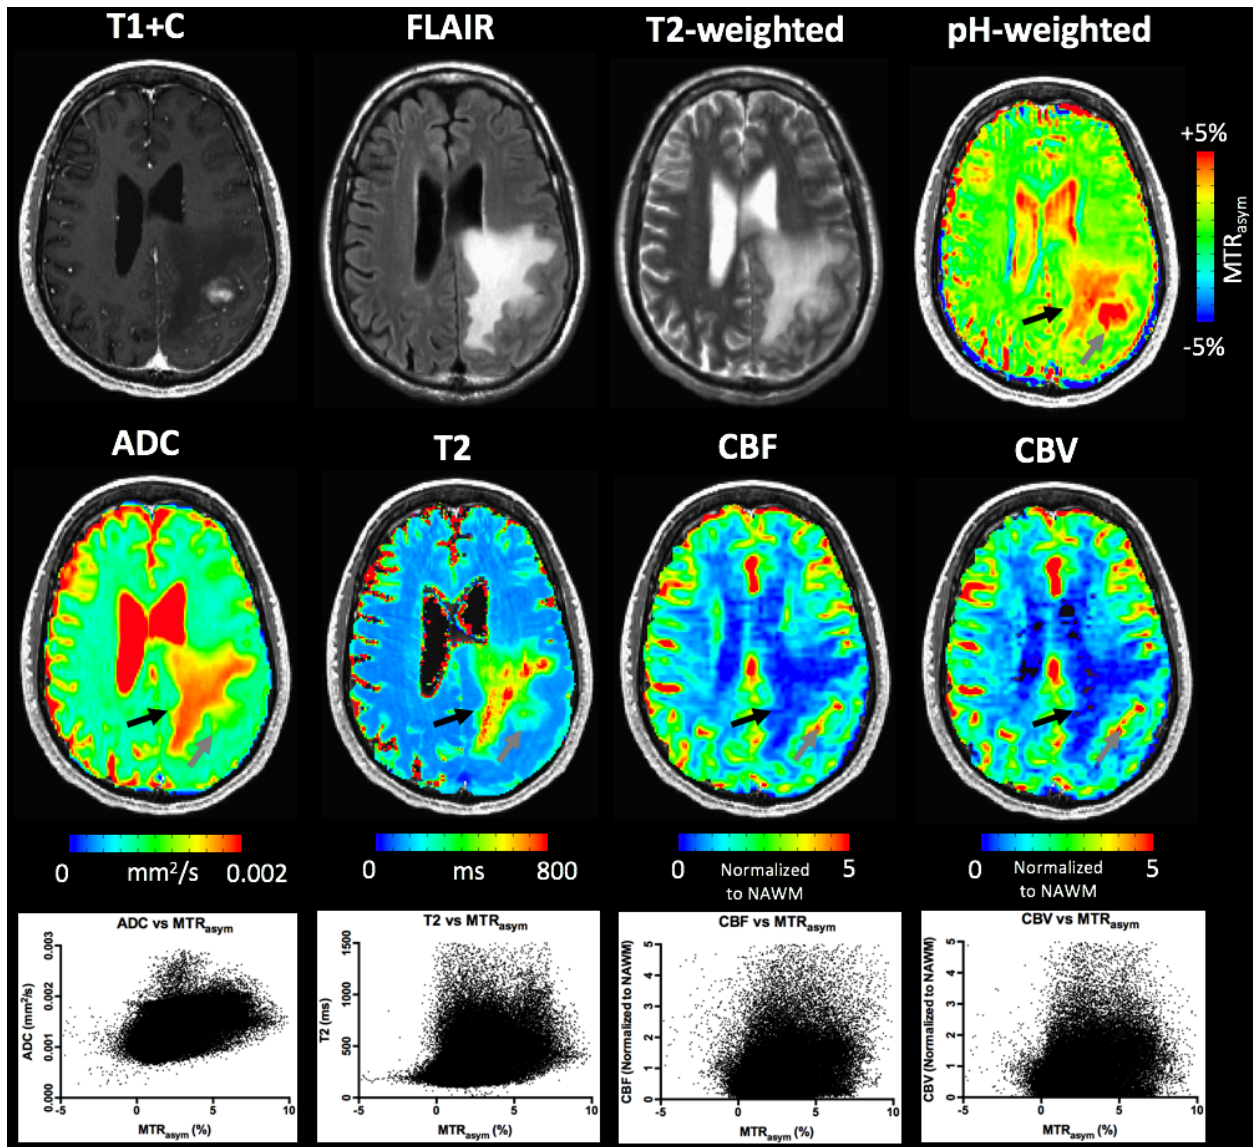 T1+C FLAIR T2-weighted pH-weighted
+5%
MTRasym
-5%
ADC T2 CBF CBV
0 mm2/s 0.002
0 ms 800
0 Normalized to NAWM 5
0 Normalized to NAWM 5
ADC vs MTRasym
ADC (mm2/s)
0.003
0.002
0.001
0.000
-5 0 5 10
MTRasym (%)
T2 vs MTRasym
T2 (ms)
1500
1000
500
0
-5 0 5 10
MTRasym (%)
CBF vs MTRasym
CBF (Normalized to NAWM)
5
4
3
2
1
0
-5 0 5 10
MTRasym (%)
CBV vs MTRasym
CBV (Normalized to NAWM)
5
4
3
2
1
0
-5 0 5 10
MTRasym (%)